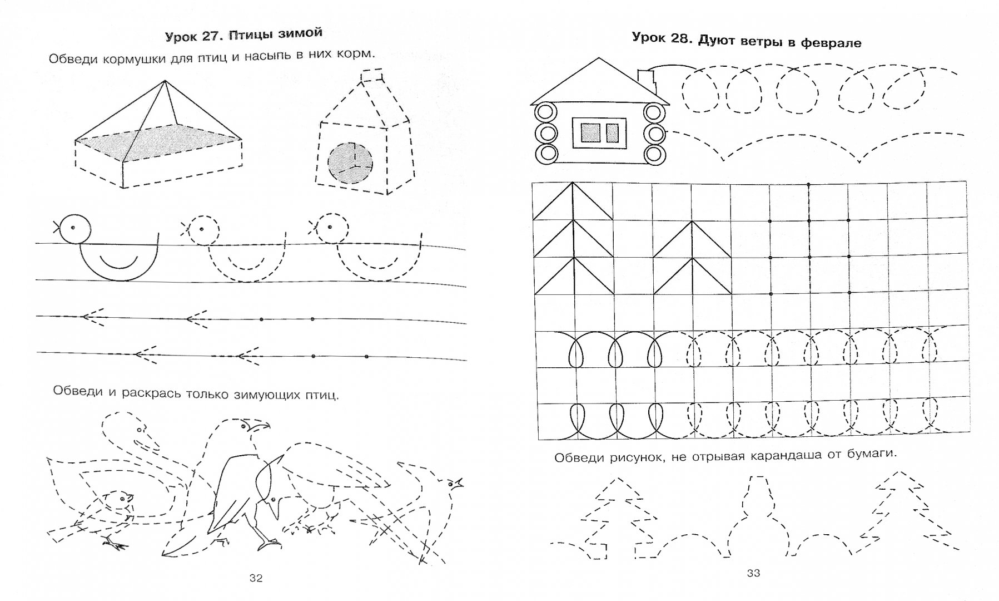 Урок 27. Птицы зимой
Обведи кормушки для птиц и насыпь в них корм.
Обведи и раскрась только зимующих птиц.
32
Урок 28. Дуют ветры в феврале
Обведи рисунок, не отрывая карандаша от бумаги.
33